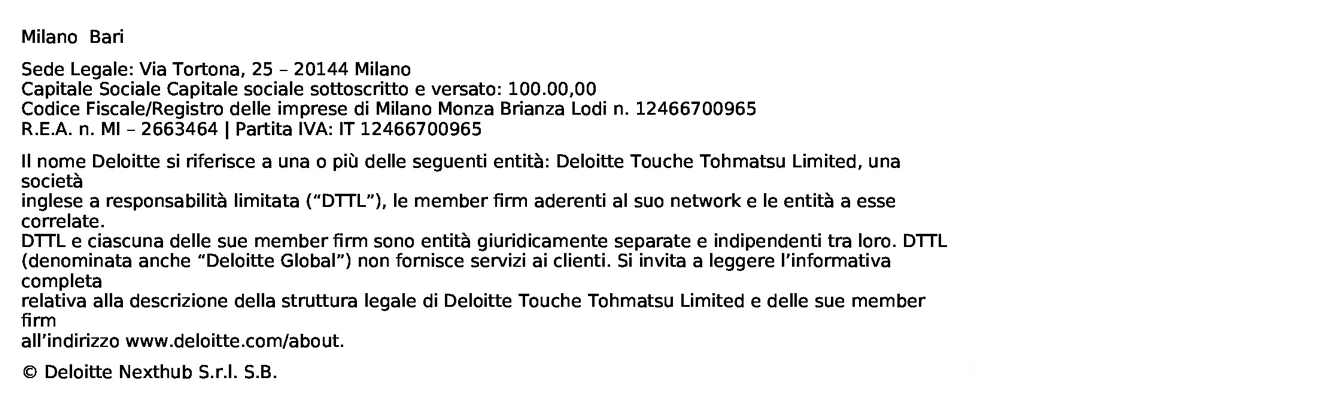 Milano  Bari
Sede Legale: Via Tortona, 25 – 20144 Milano
Capitale Sociale Capitale sociale sottoscritto e versato: 100.00,00
Codice Fiscale/Registro delle imprese di Milano Monza Brianza Lodi n. 12466700965
R.E.A. n. MI – 2663464 | Partita IVA: IT 12466700965
Il nome Deloitte si riferisce a una o più delle seguenti entità: Deloitte Touche Tohmatsu Limited, una
società
inglese a responsabilità limitata (“DTTL”), le member firm aderenti al suo network e le entità a esse
correlate.
DTTL e ciascuna delle sue member firm sono entità giuridicamente separate e indipendenti tra loro. DTTL
(denominata anche “Deloitte Global”) non fornisce servizi ai clienti. Si invita a leggere l’informativa
completa
relativa alla descrizione della struttura legale di Deloitte Touche Tohmatsu Limited e delle sue member
firm
all’indirizzo www.deloitte.com/about.
© Deloitte Nexthub S.r.l. S.B.